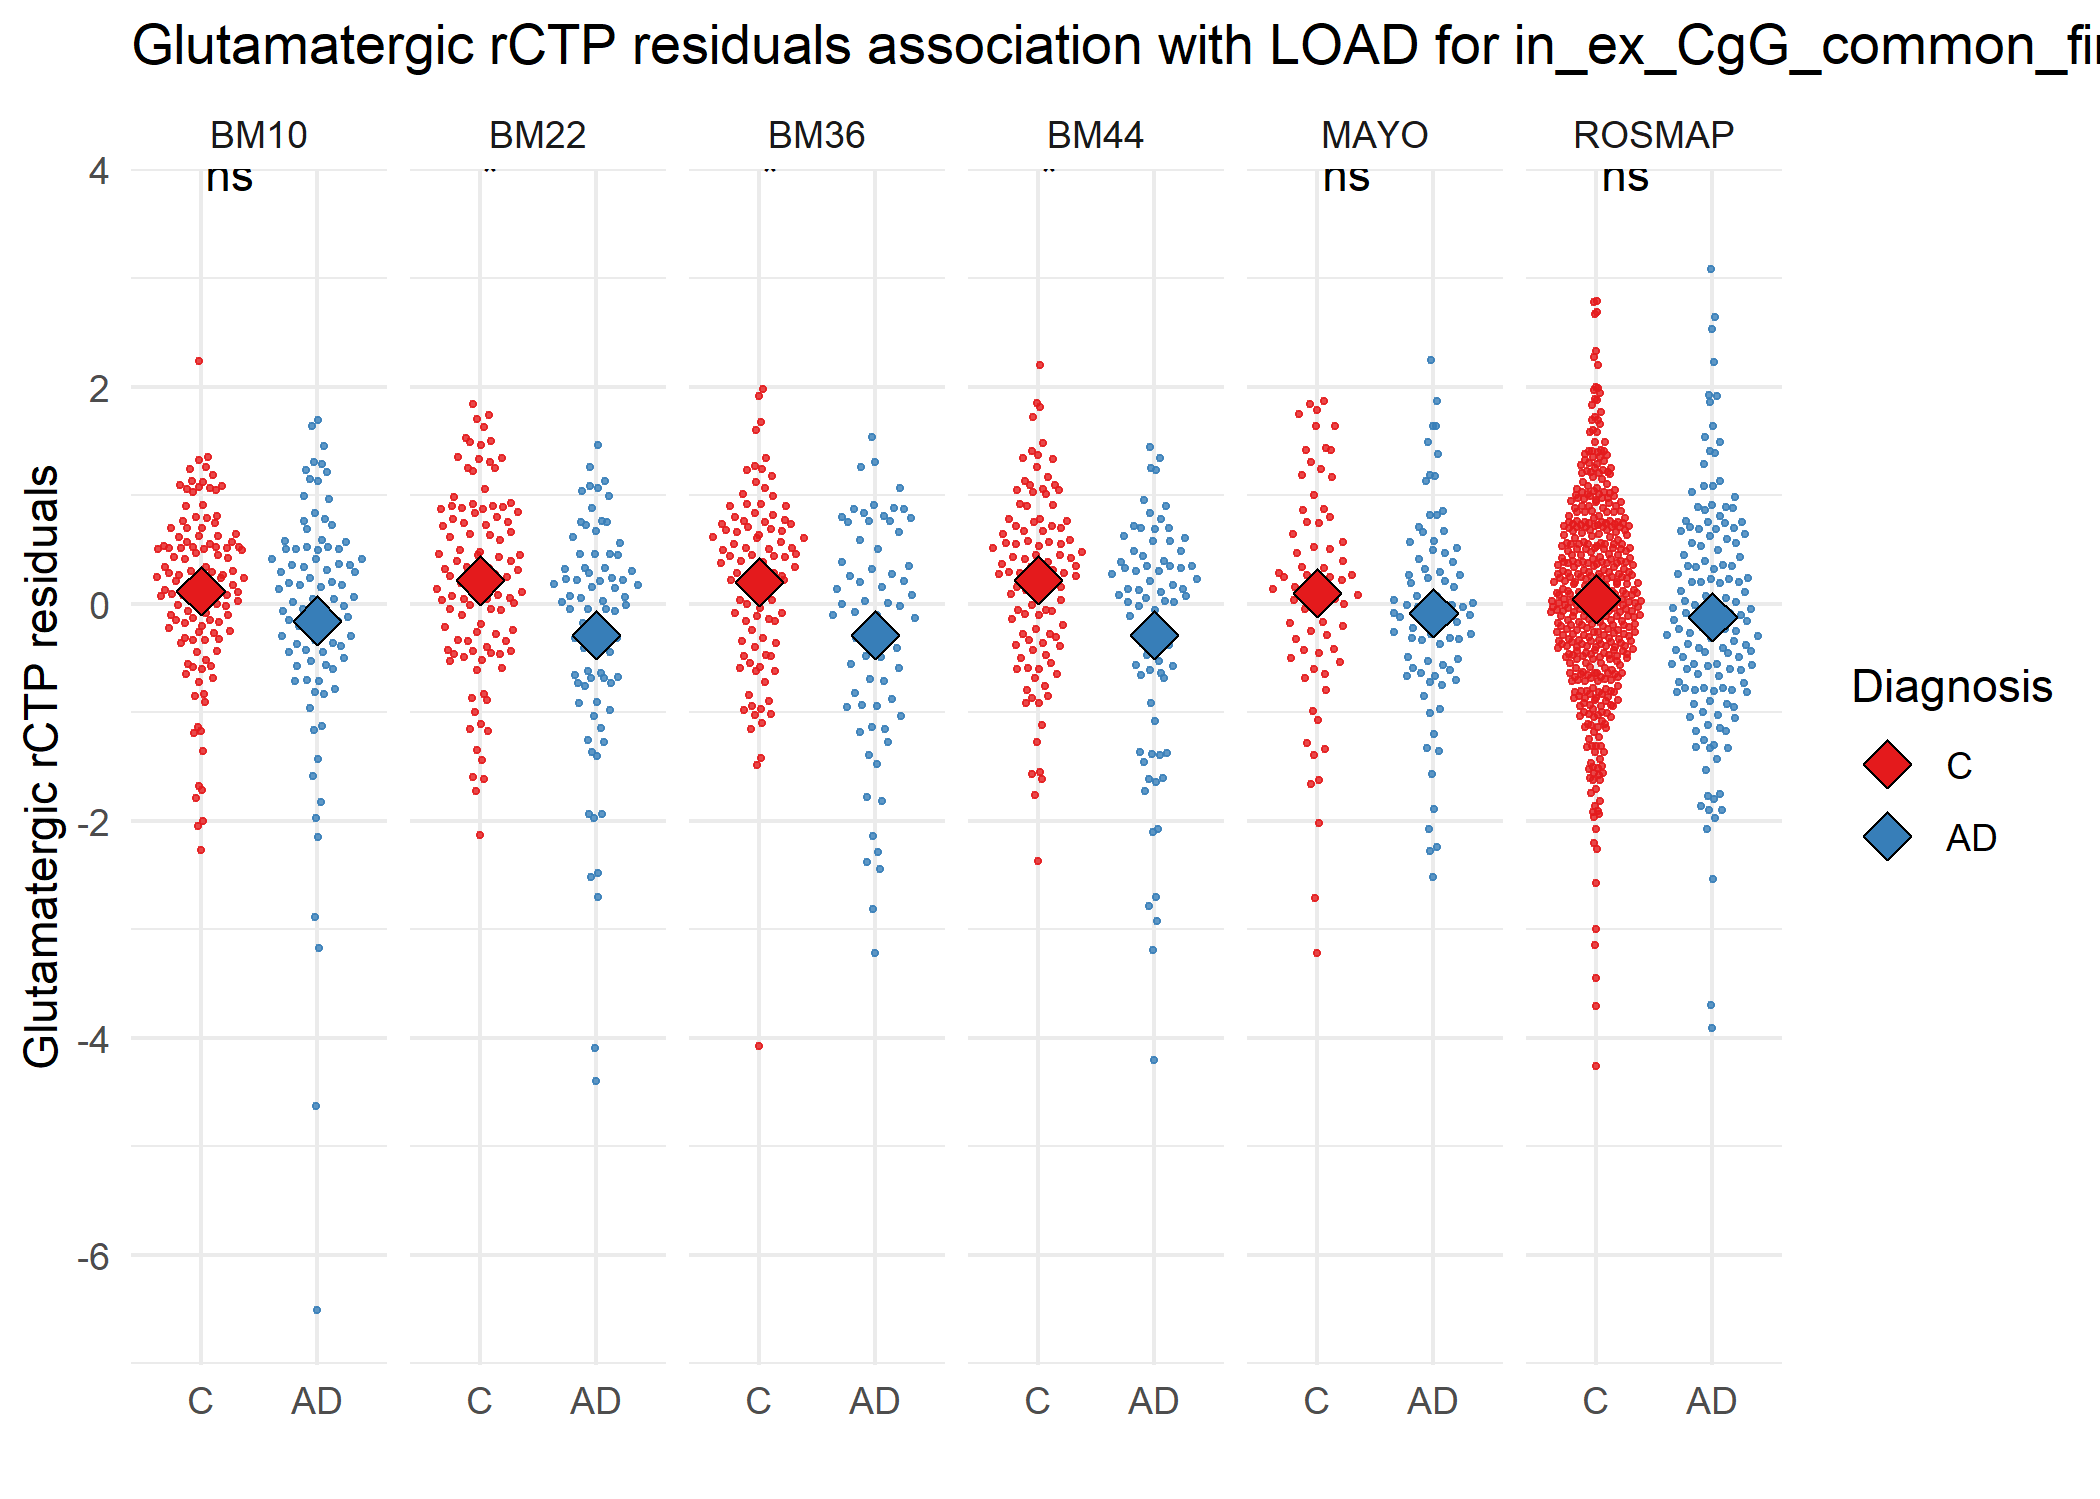 Glutamatergic rCTP residuals association with LOAD for in_ex_CgG_common_fi
BM10 BM22 BM36 BM44 MAYO ROSMAP
ns * * * ns ns
4
2
0
-2
-4
-6
Glutamatergic rCTP residuals
C AD C AD C AD C AD C AD C AD
Diagnosis
C
AD